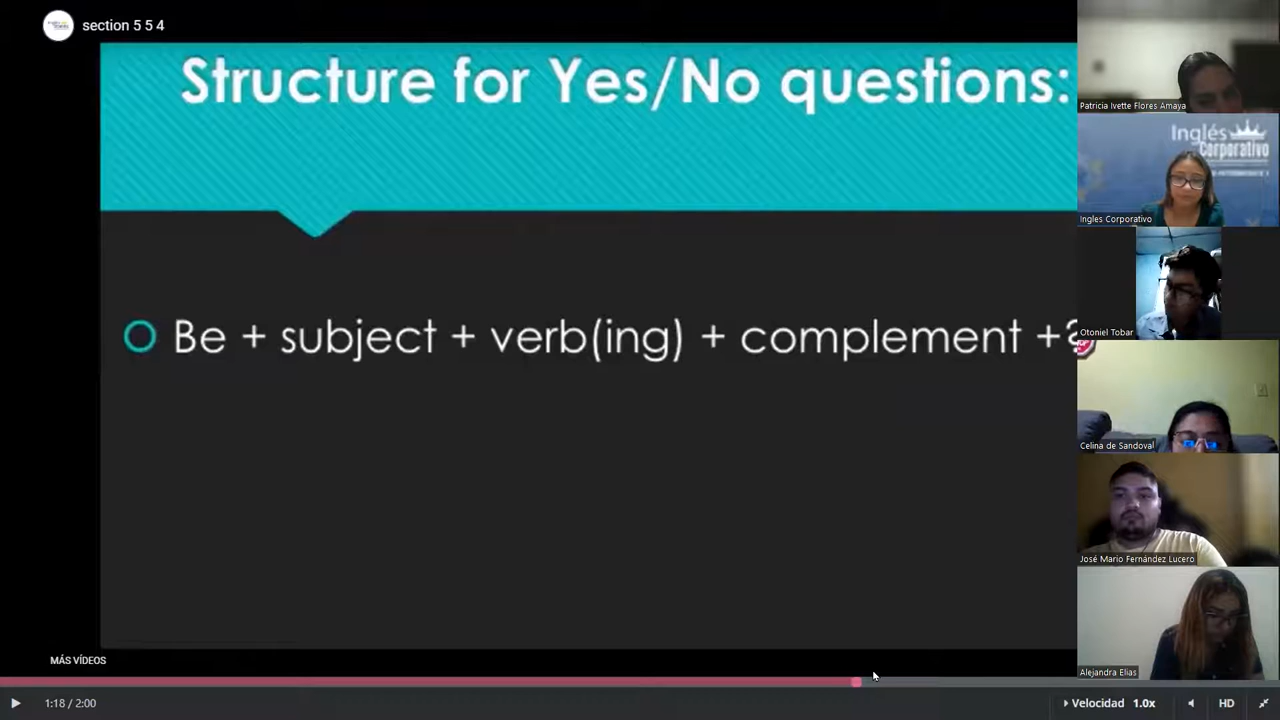 section 5 5 4
Structure for Yes/No questions:
Be + subject + verb(ing) + complement +?
MÁS VÍDEOS
1:18 / 2:00
Velocidad 1.0x
HD
Patricia Ivette Flores Amaya
Inglés
Corporativo
Ingles Corporativo
Otoniel Tobar
Celina de Sandoval
José Mario Fernández Lucero
Alejandra Elias